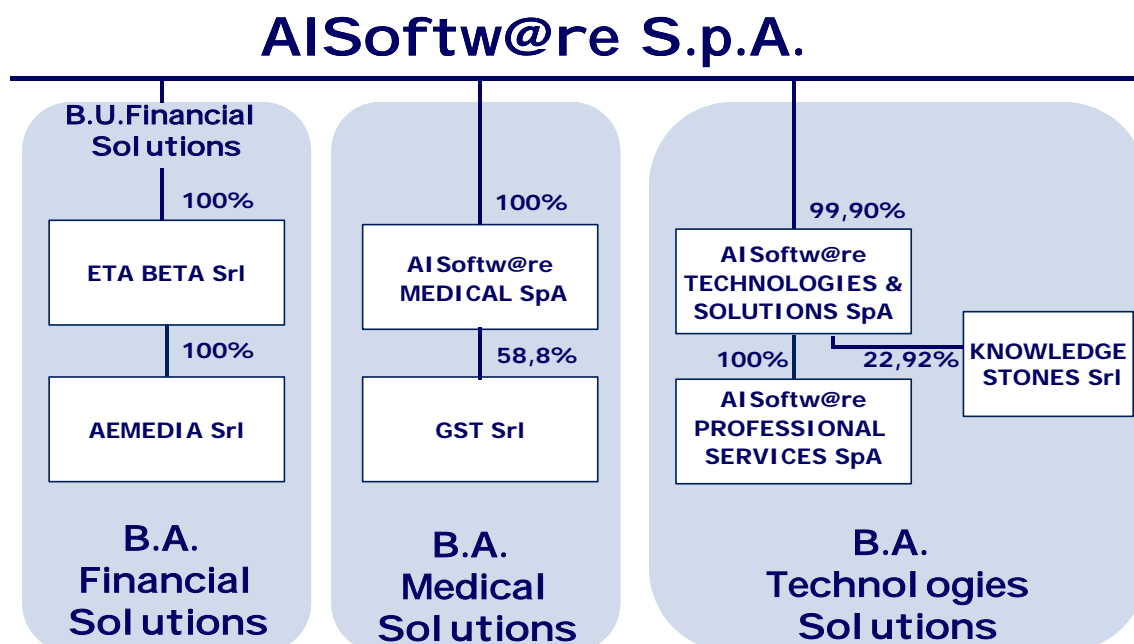 AISoftw@re S.p.A.
B.U.Financial
Solutions
100%
ETA BETA Srl
100%
AEMEDIA Srl
B.A.
Financial
Solutions
100%
AISoftw@re
MEDICAL SpA
58,8%
GST Srl
B.A.
Medical
Solutions
99,90%
AISoftw@re
TECHNOLOGIES &
SOLUTIONS SpA
100%
22,92%
KNOWLEDGE
STONES Srl
AISoftw@re
PROFESSIONAL
SERVICES SpA
B.A.
Technologies
Solutions